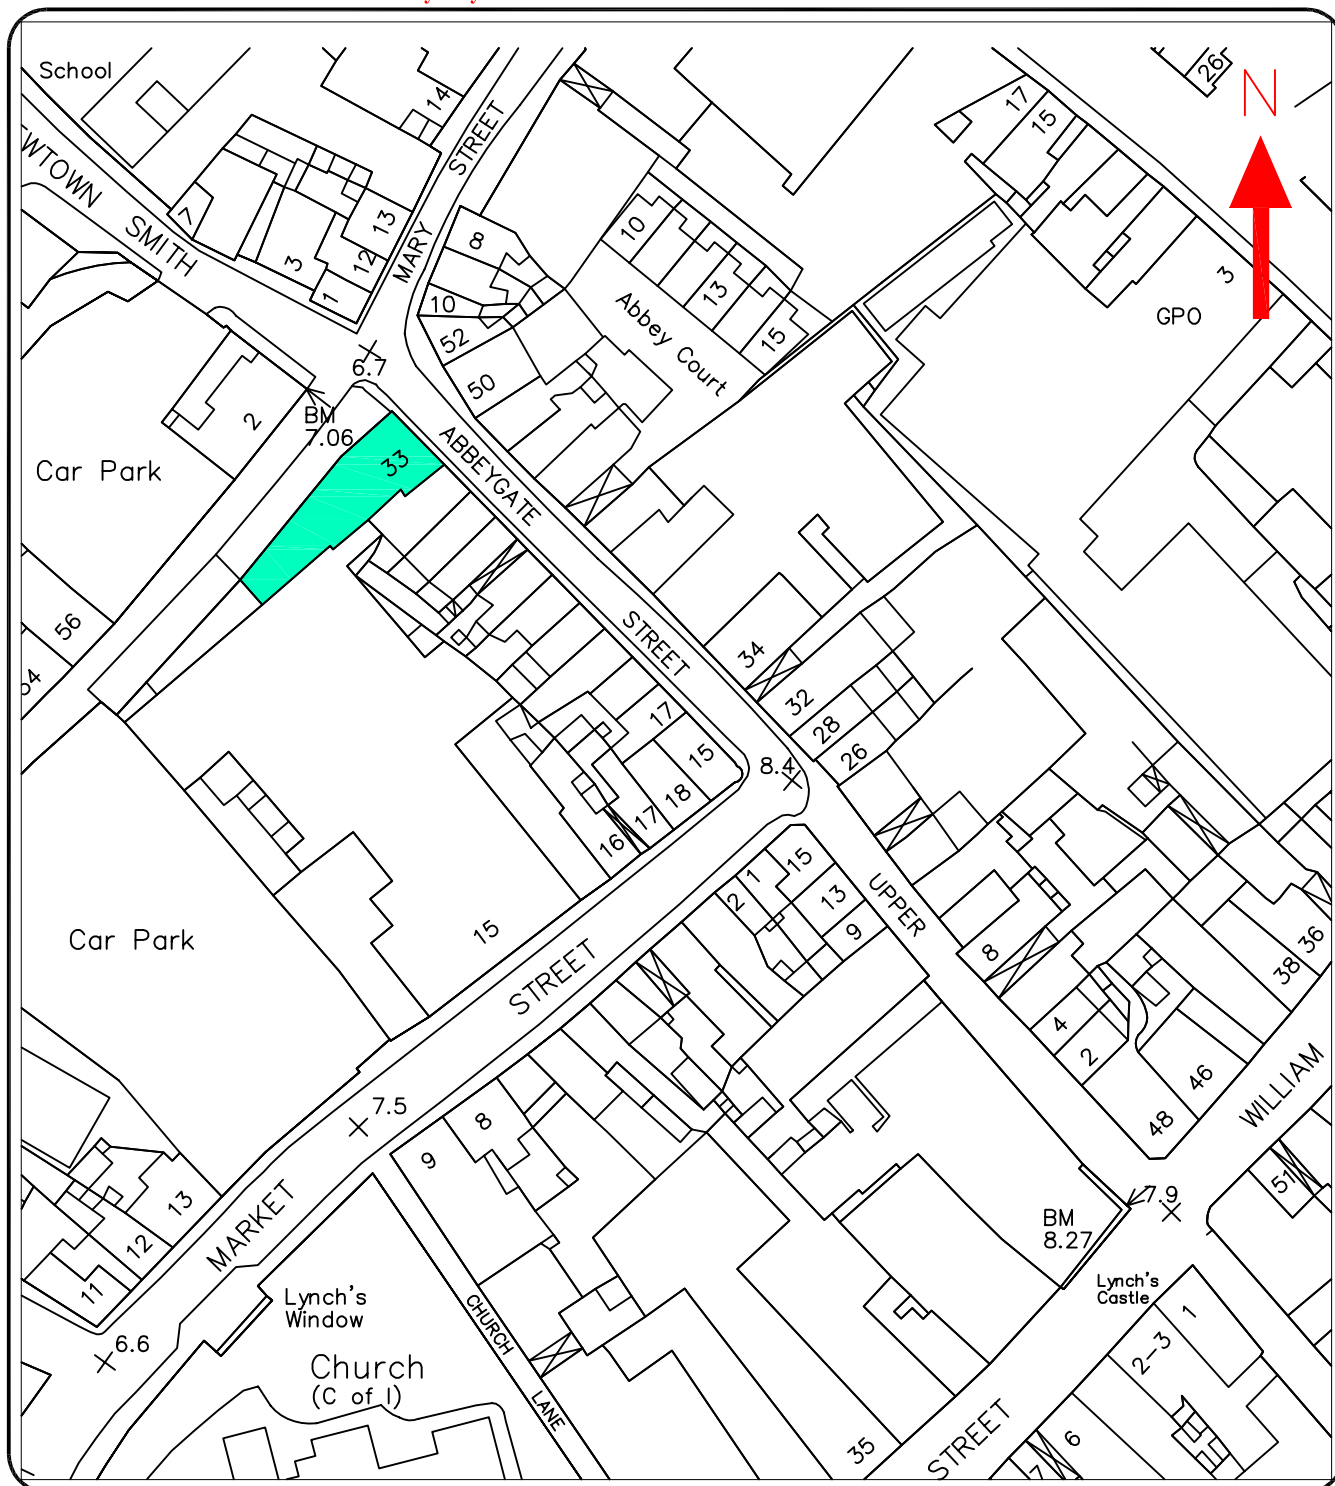 School
14
STREET
26
N
17
15
WTOWN
SMITH
7
3
13
12
1
MARY
8
10
52
50
10
13
15
Abbey Court
3
GPO
6.7
BM
7.06
2
33
Car Park
ABBEYGATE
STREET
56
34
32
28
26
17
15
8.4
18
17
16
15
Car Park
STREET
1
2
15
13
9
UPPER
8
4
2
36
38
46
48
WILLIAM
51
7.9
BM
8.27
7.5
8
9
13
12
11
MARKET
6.6
Lynch's
Window
Church
(C of I)
CHURCH
LANE
Lynch's
Castle
1
2-3
6
7
35
STREET